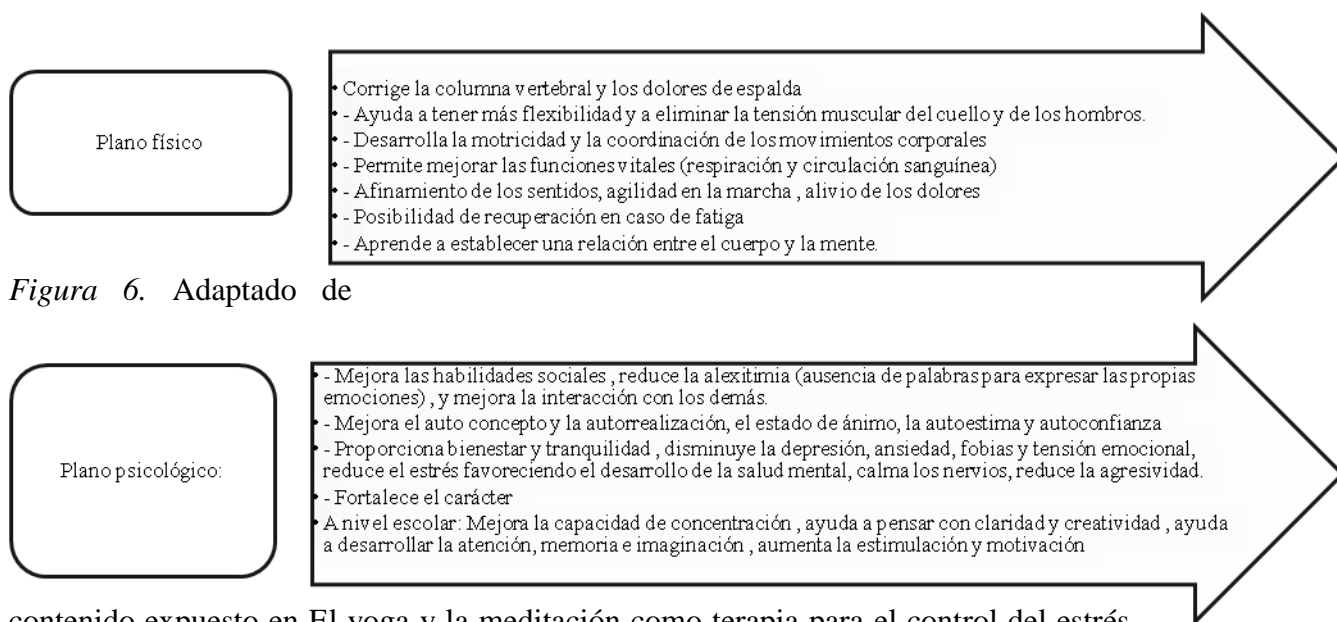 Plano físico
• Corrige la columna vertebral y los dolores de espalda
• - Ayuda a tener más flexibilidad y a eliminar la tensión muscular del cuello y de los hombros.
• - Desarrolla la motricidad y la coordinación de los movimientos corporales
• - Permite mejorar las funciones vitales (respiración y circulación sanguínea)
• - Afinamiento de los sentidos, agilidad en la marcha , alivio de los dolores
• - Posibilidad de recuperación en caso de fatiga
• - Aprende a establecer una relación entre el cuerpo y la mente.
Figura 6. Adaptado de
Plano psicológico:
• - Mejora las habilidades sociales , reduce la alexitimia (ausencia de palabras para expresar las propias
emociones) , y mejora la interacción con los demás.
• - Mejora el auto concepto y la autorrealización, el estado de ánimo, la autoestima y autoconfianza
• - Proporciona bienestar y tranquilidad , disminuye la depresión, ansiedad, fobias y tensión emocional,
reduce el estrés favoreciendo el desarrollo de la salud mental, calma los nervios, reduce la agresividad.
• - Fortalece el carácter
• A nivel escolar: Mejora la capacidad de concentración , ayuda a pensar con claridad y creatividad , ayuda
a desarrollar la atención, memoria e imaginación , aumenta la estimulación y motivación
contenido expuesto en El yoga y la meditación como terapia para el control del estrés